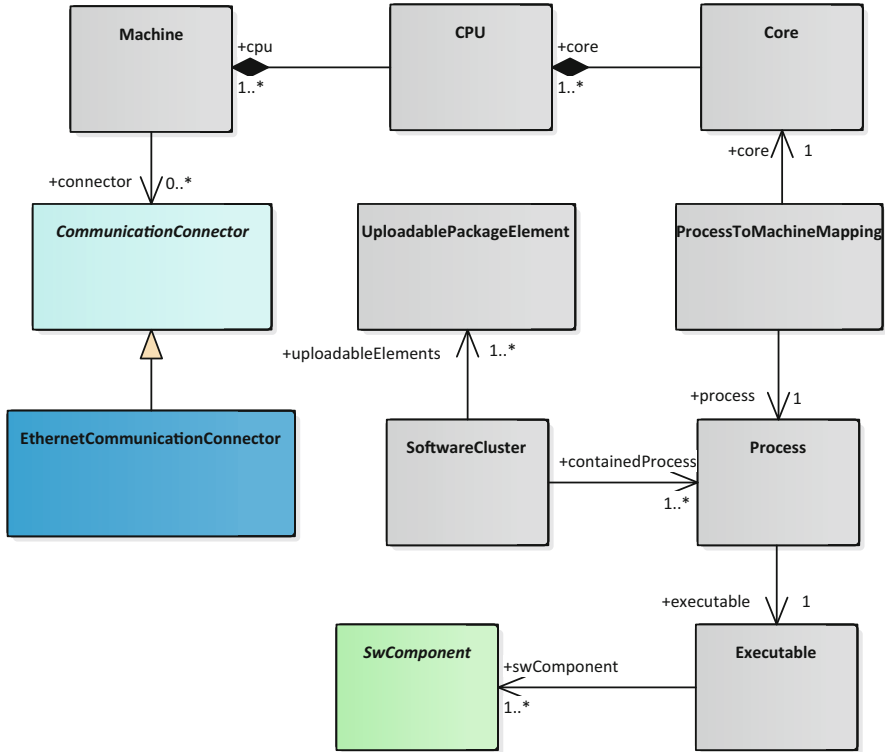 Machine
+cpu
1..*
CPU
+core
1..*
Core
+connector
0..*
+core
1
CommunicationConnector
UploadablePackageElement
ProcessToMachineMapping
+uploadableElements
1..*
+process
1
EthernetCommunicationConnector
SoftwareCluster
+containedProcess
1..*
Process
+executable
1
SwComponent
+swComponent
1..*
Executable